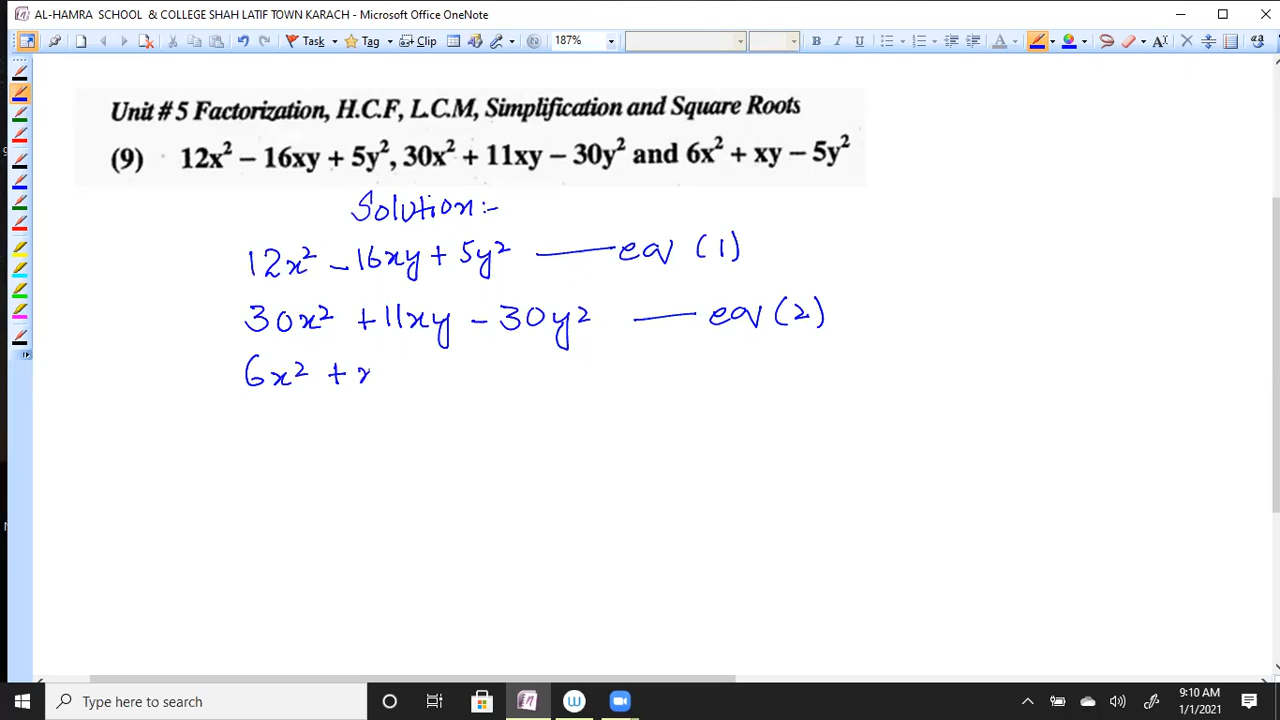 AL-HAMRA SCHOOL & COLLEGE SHAH LATIF TOWN KARACH - Microsoft Office OneNote
Task Tag Clip 187% B I U
Unit # 5 Factorization, H.C.F, L.C.M, Simplification and Square Roots
(9) 12x² − 16xy + 5y², 30x² + 11xy − 30y² and 6x² + xy − 5y²
Solution:-
12x² - 16xy + 5y² —— eq (1)
30x² + 11xy - 30y² —— eq (2)
6x² + x
Type here to search
9:10 AM
1/1/2021